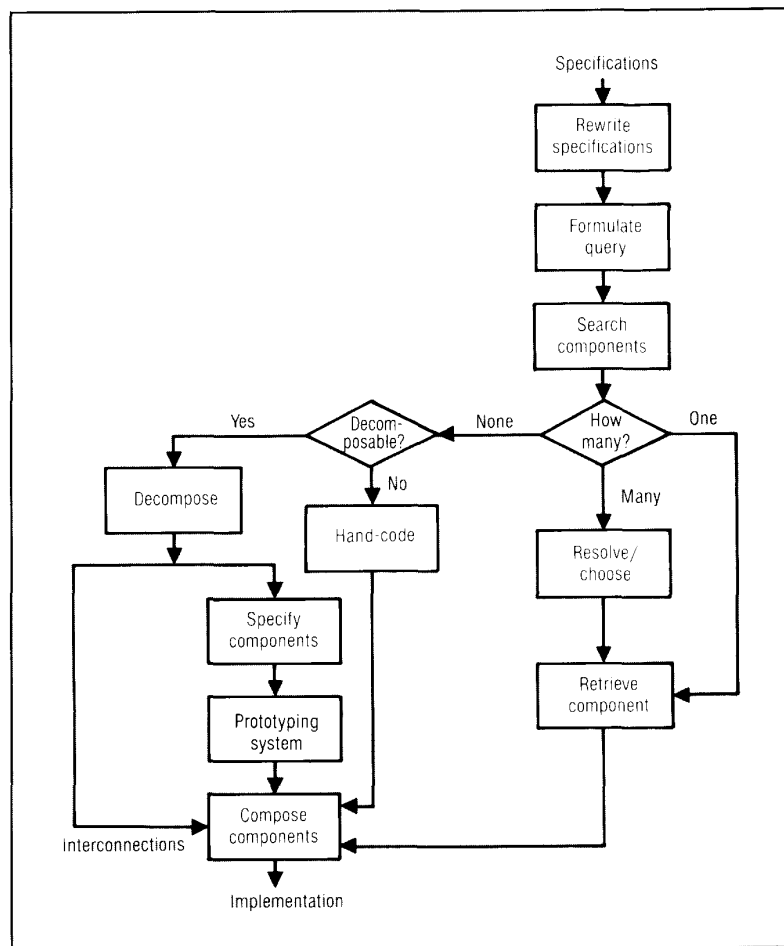 Specifications
Rewrite
specifications
Formulate
query
Search
components
How
many?
None
One
Many
Decom-
posable?
Yes
No
Decompose
Hand-code
Resolve/
choose
Specify
components
Retrieve
component
Prototyping
system
Compose
components
Interconnections
Implementation